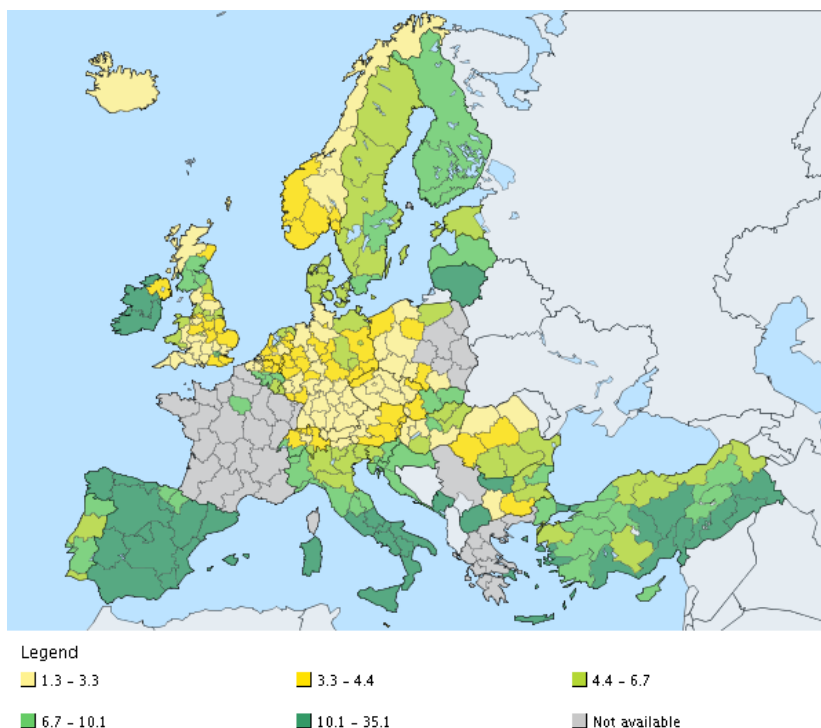 Legend
1.3 - 3.3
3.3 - 4.4
4.4 - 6.7
6.7 - 10.1
10.1 - 35.1
Not available